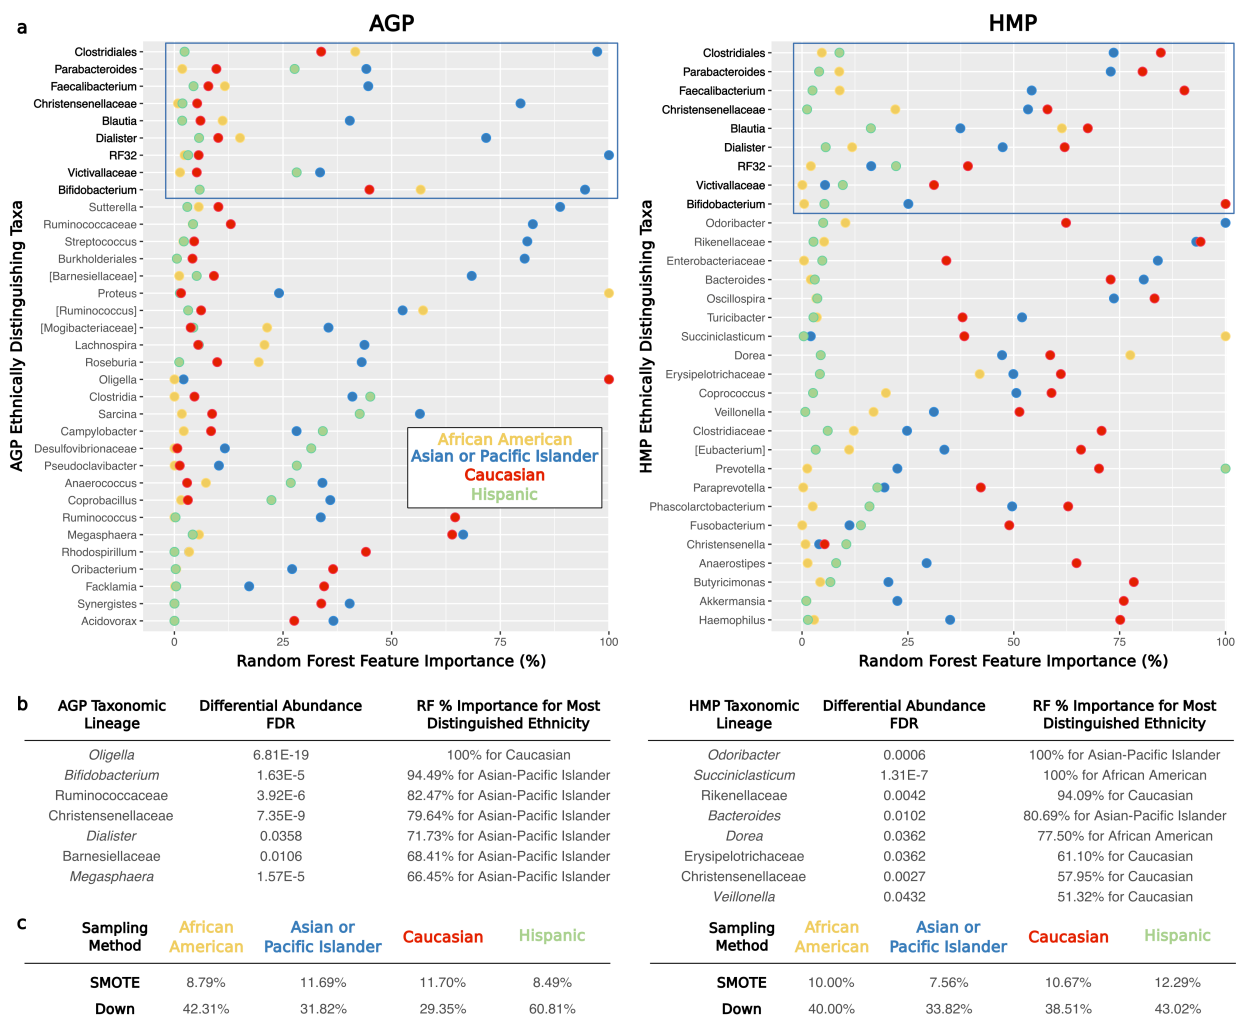 a
AGP
AGP Ethnically Distinguishing Taxa
Clostridiales
Parabacteroides
Faecalibacterium
Christensenellaceae
Blautia
Dialister
RF32
Victivallaceae
Bifidobacterium
Sutterella
Ruminococcaceae
Streptococcus
Burkholderiales
[Barnesiellaceae]
Proteus
[Ruminococcus]
[Mogibacteriaceae]
Lachnospira
Roseburia
Oligella
Clostridia
Sarcina
Campylobacter
Desulfovibrionaceae
Pseudoclavibacter
Anaerococcus
Coprobacillus
Ruminococcus
Megasphaera
Rhodospirillum
Oribacterium
Facklamia
Synergistes
Acidovorax
African American
Asian or Pacific Islander
Caucasian
Hispanic
0 25 50 75 100
Random Forest Feature Importance (%)
HMP
HMP Ethnically Distinguishing Taxa
Clostridiales
Parabacteroides
Faecalibacterium
Christensenellaceae
Blautia
Dialister
RF32
Victivallaceae
Bifidobacterium
Odoribacter
Rikenellaceae
Enterobacteriaceae
Bacteroides
Oscillospira
Turicibacter
Succiniclasticum
Dorea
Erysipelotrichaceae
Coprococcus
Veillonella
Clostridiaceae
[Eubacterium]
Prevotella
Paraprevotella
Phascolarctobacterium
Fusobacterium
Christensenella
Anaerostipes
Butyricimonas
Akkermansia
Haemophilus
0 25 50 75 100
Random Forest Feature Importance (%)
b
AGP Taxonomic Lineage Differential Abundance FDR RF % Importance for Most Distinguished Ethnicity
Oligella 6.81E-19 100% for Caucasian
Bifidobacterium 1.63E-5 94.49% for Asian-Pacific Islander
Ruminococcaceae 3.92E-6 82.47% for Asian-Pacific Islander
Christensenellaceae 7.35E-9 79.64% for Asian-Pacific Islander
Dialister 0.0358 71.73% for Asian-Pacific Islander
Barnesiellaceae 0.0106 68.41% for Asian-Pacific Islander
Megasphaera 1.57E-5 66.45% for Asian-Pacific Islander
HMP Taxonomic Lineage Differential Abundance FDR RF % Importance for Most Distinguished Ethnicity
Odoribacter 0.0006 100% for Asian-Pacific Islander
Succiniclasticum 1.31E-7 100% for African American
Rikenellaceae 0.0042 94.09% for Caucasian
Bacteroides 0.0102 80.69% for Asian-Pacific Islander
Dorea 0.0362 77.50% for African American
Erysipelotrichaceae 0.0362 61.10% for Caucasian
Christensenellaceae 0.0027 57.95% for Caucasian
Veillonella 0.0432 51.32% for Caucasian
c
Sampling Method African American Asian or Pacific Islander Caucasian Hispanic
SMOTE 8.79% 11.69% 11.70% 8.49%
Down 42.31% 31.82% 29.35% 60.81%
Sampling Method African American Asian or Pacific Islander Caucasian Hispanic
SMOTE 10.00% 7.56% 10.67% 12.29%
Down 40.00% 33.82% 38.51% 43.02%